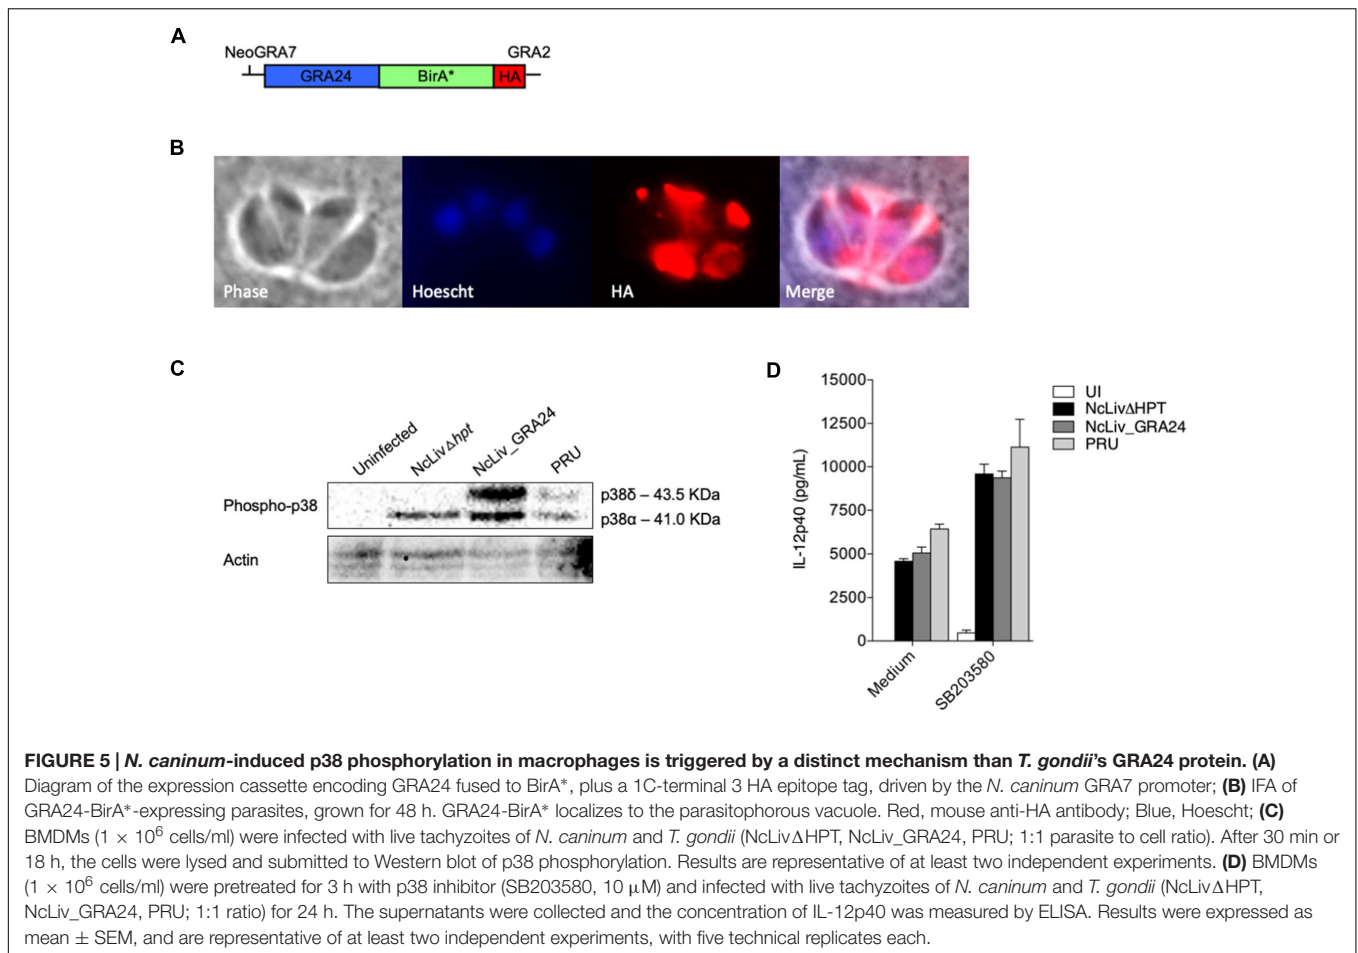 A
NeoGRA7
GRA2
GRA24
BirA*
HA
B
Phase
Hoescht
HA
Merge
C
Uninfected
NcLivΔhpt
NcLiv_GRA24
PRU
Phospho-p38
p38δ – 43.5 KDa
p38α – 41.0 KDa
Actin
D
IL-12p40 (pg/mL)
15000
12500
10000
7500
5000
2500
0
Medium
SB203580
UI
NcLivΔHPT
NcLiv_GRA24
PRU
FIGURE 5 | N. caninum-induced p38 phosphorylation in macrophages is triggered by a distinct mechanism than T. gondii’s GRA24 protein. (A)
Diagram of the expression cassette encoding GRA24 fused to BirA*, plus a 1C-terminal 3 HA epitope tag, driven by the N. caninum GRA7 promoter; (B) IFA of
GRA24-BirA*-expressing parasites, grown for 48 h. GRA24-BirA* localizes to the parasitophorous vacuole. Red, mouse anti-HA antibody; Blue, Hoescht; (C)
BMDMs (1 × 10⁶ cells/ml) were infected with live tachyzoites of N. caninum and T. gondii (NcLivΔHPT, NcLiv_GRA24, PRU; 1:1 parasite to cell ratio). After 30 min or
18 h, the cells were lysed and submitted to Western blot of p38 phosphorylation. Results are representative of at least two independent experiments. (D) BMDMs
(1 × 10⁶ cells/ml) were pretreated for 3 h with p38 inhibitor (SB203580, 10 μM) and infected with live tachyzoites of N. caninum and T. gondii (NcLivΔHPT,
NcLiv_GRA24, PRU; 1:1 ratio) for 24 h. The supernatants were collected and the concentration of IL-12p40 was measured by ELISA. Results were expressed as
mean ± SEM, and are representative of at least two independent experiments, with five technical replicates each.